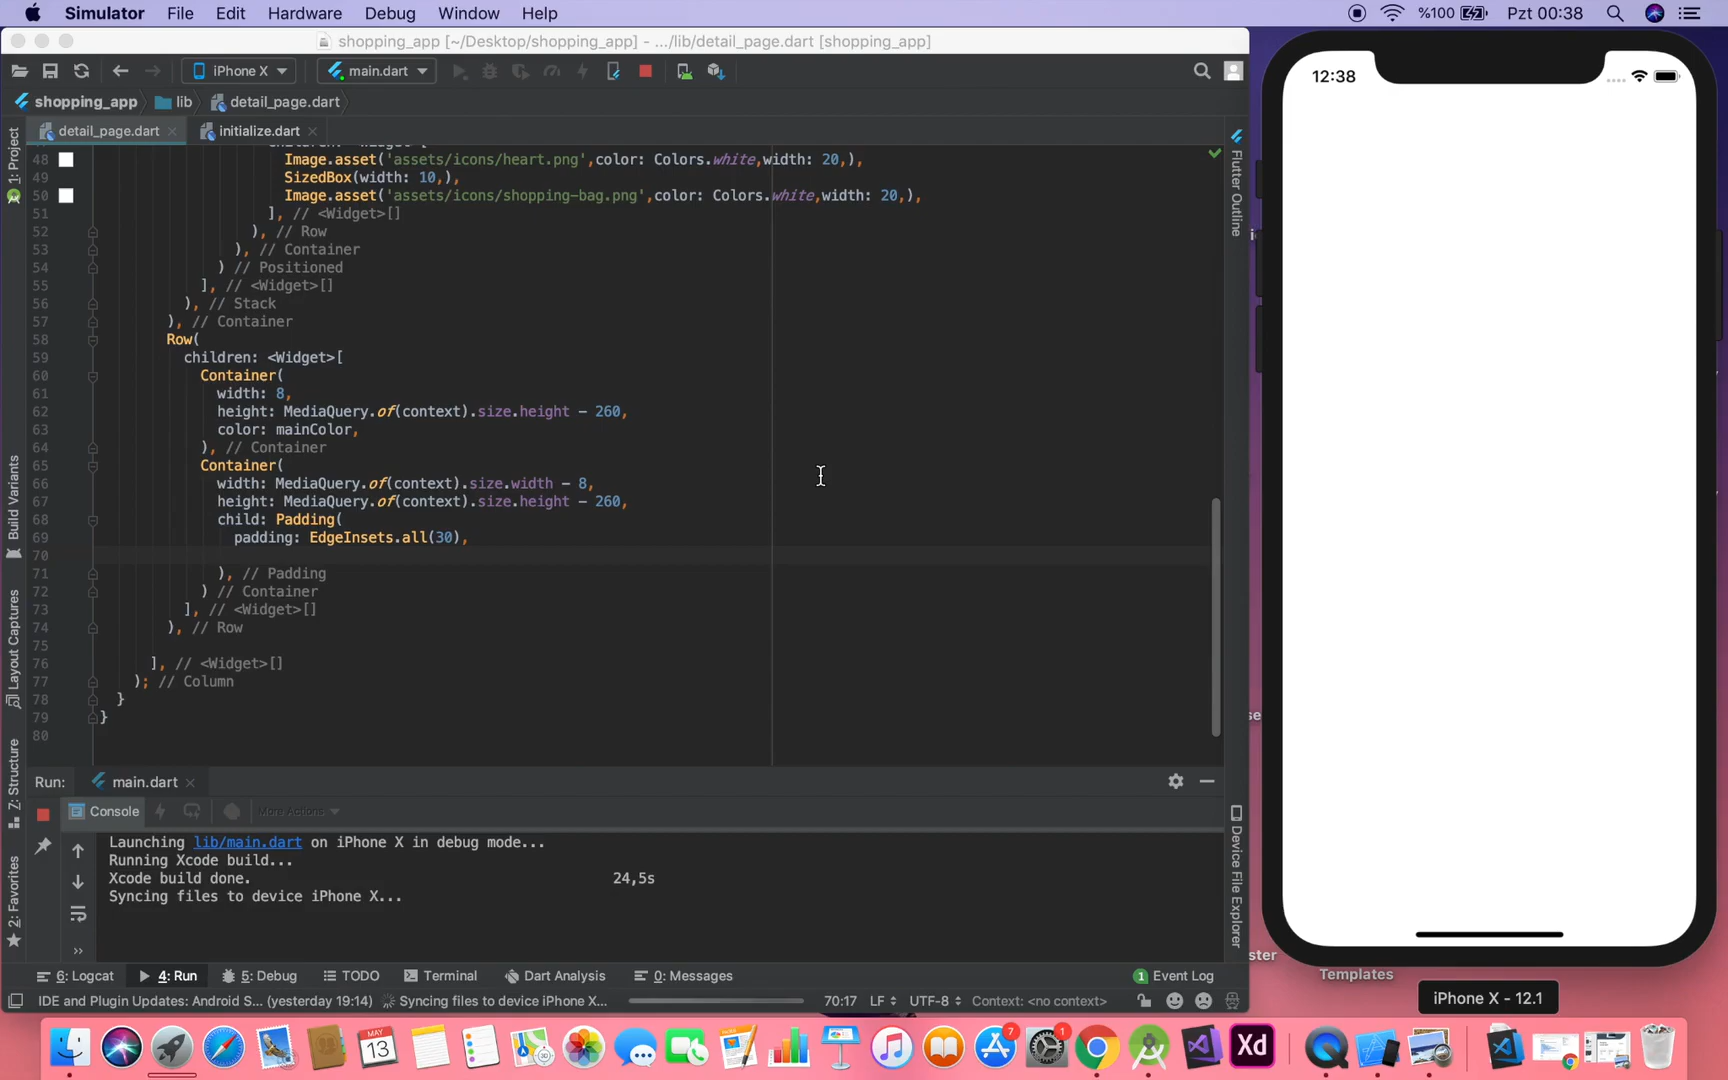 Simulator File Edit Hardware Debug Window Help %100 Pzt 00:38
shopping_app [~/Desktop/shopping_app] - .../lib/detail_page.dart [shopping_app]
iPhone X main.dart
shopping_app lib detail_page.dart
detail_page.dart initialize.dart
48 Image.asset('assets/icons/heart.png',color: Colors.white,width: 20,),
49 SizedBox(width: 10,),
50 Image.asset('assets/icons/shopping-bag.png',color: Colors.white,width: 20,),
51 ], // <Widget>[]
52 ), // Row
53 ), // Container
54 ) // Positioned
55 ], // <Widget>[]
56 ), // Stack
57 ), // Container
58 Row(
59 children: <Widget>[
60 Container(
61 width: 8,
62 height: MediaQuery.of(context).size.height - 260,
63 color: mainColor,
64 ), // Container
65 Container(
66 width: MediaQuery.of(context).size.width - 8,
67 height: MediaQuery.of(context).size.height - 260,
68 child: Padding(
69 padding: EdgeInsets.all(30),
70
71 ), // Padding
72 ) // Container
73 ], // <Widget>[]
74 ), // Row
75
76 ], // <Widget>[]
77 ); // Column
78 }
79 }
80
1: Project
Build Variants
Layout Captures
7: Structure
2: Favorites
Flutter Outline
Device File Explorer
Run: main.dart
Console More Actions
Launching lib/main.dart on iPhone X in debug mode...
Running Xcode build...
Xcode build done. 24,5s
Syncing files to device iPhone X...
6: Logcat 4: Run 5: Debug TODO Terminal Dart Analysis 0: Messages 1 Event Log
IDE and Plugin Updates: Android S... (yesterday 19:14) Syncing files to device iPhone X... 70:17 LF UTF-8 Context: <no context>
12:38
ster
Templates
iPhone X - 12.1
MAY
13
7
1
Xd